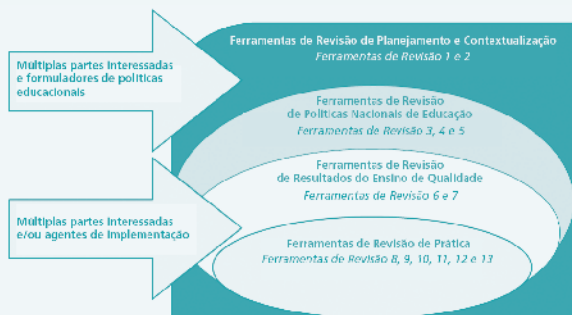 Múltiplas partes interessadas
e formuladores de políticas
educacionais
Ferramentas de Revisão de Planejamento e Contextualização
Ferramentas de Revisão 1 e 2
Ferramentas de Revisão
de Políticas Nacionais de Educação
Ferramentas de Revisão 3, 4 e 5
Ferramentas de Revisão
de Resultados do Ensino de Qualidade
Ferramentas de Revisão 6 e 7
Múltiplas partes interessadas
e/ou agentes de implementação
Ferramentas de Revisão de Prática
Ferramentas de Revisão 8, 9, 10, 11, 12 e 13